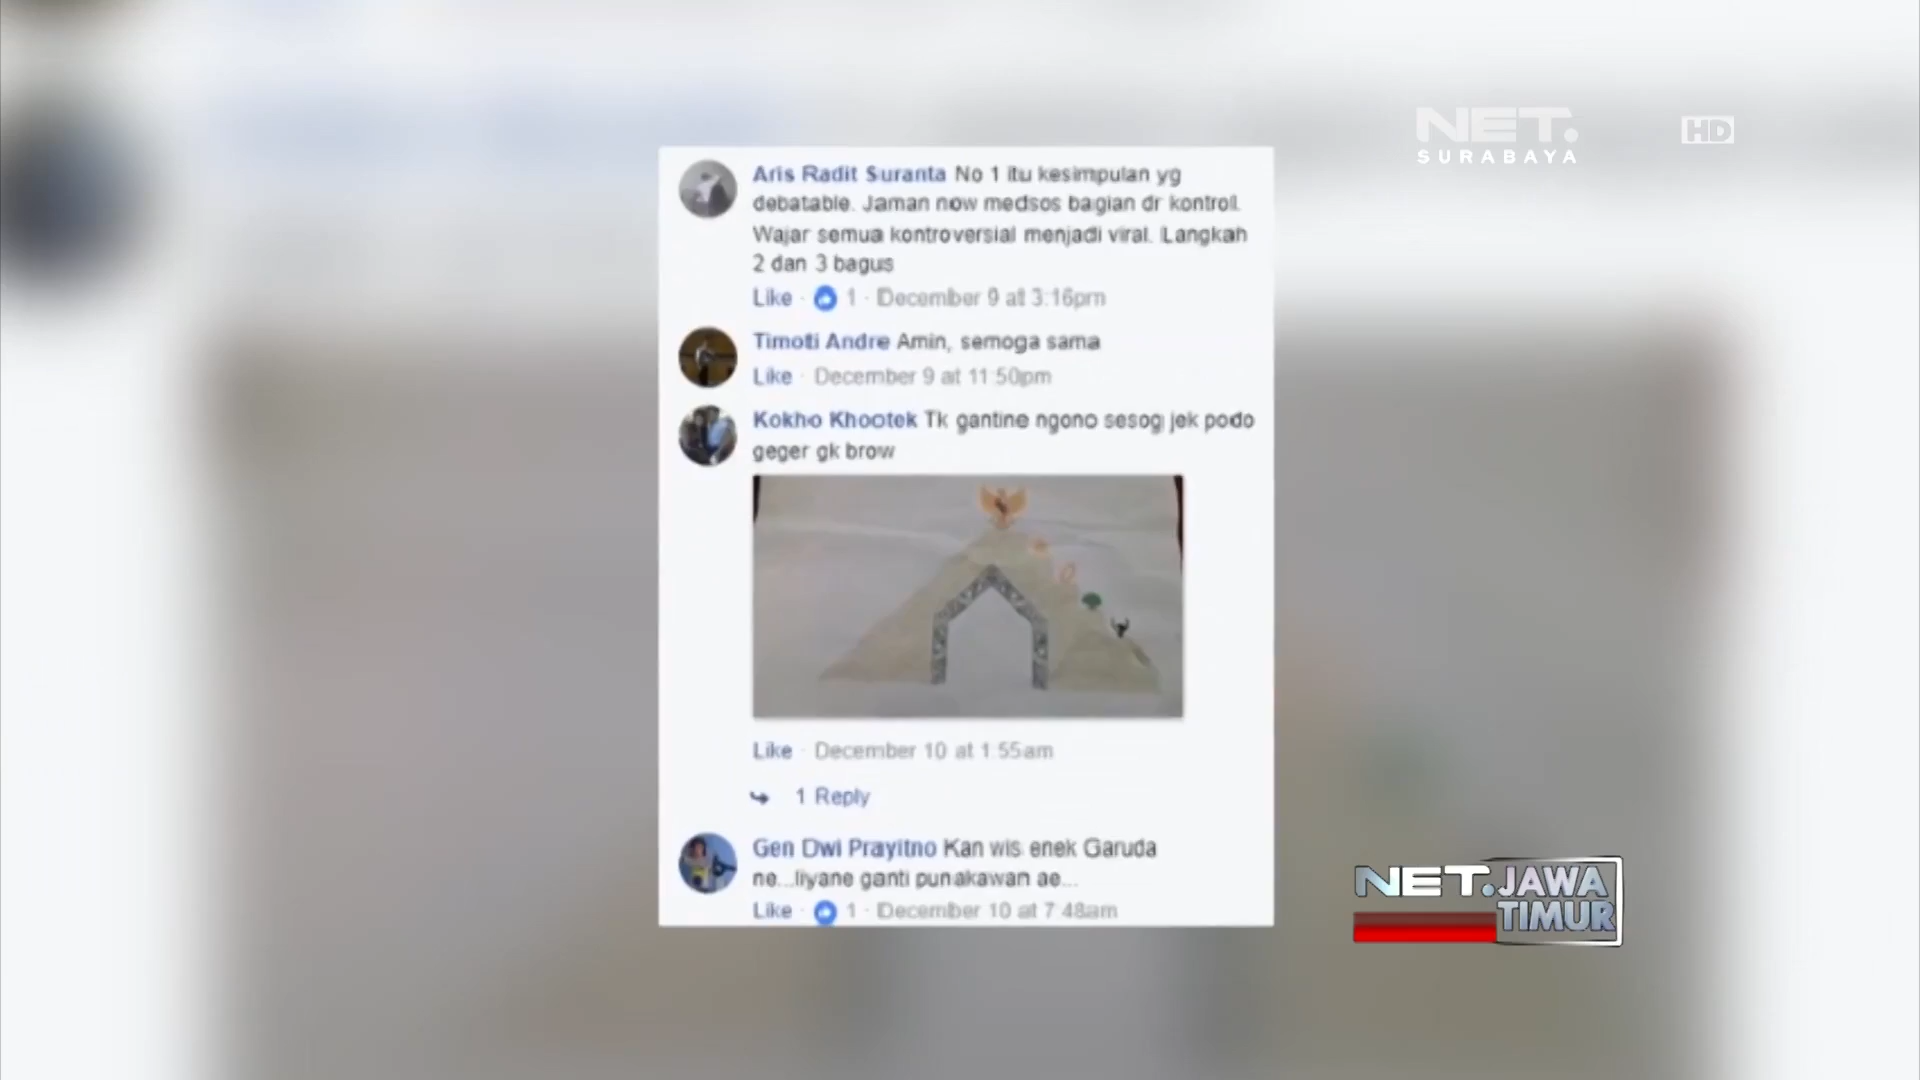 NET.
SURABAYA
HD
Aris Radit Suranta No 1 itu kesimpulan yg
debatable. Jaman now medsos bagian dr kontrol.
Wajar semua kontroversial menjadi viral. Langkah
2 dan 3 bagus
Like · 1 · December 9 at 3:16pm
Timoti Andre Amin, semoga sama
Like · December 9 at 11:50pm
Kokho Khootek Tk gantine ngono sesog jek podo
geger gk brow
Like · December 10 at 1:55am
1 Reply
Gen Dwi Prayitno Kan wis enek Garuda
ne...liyane ganti punakawan ae...
Like · 1 · December 10 at 7:48am
NET. JAWA
TIMUR